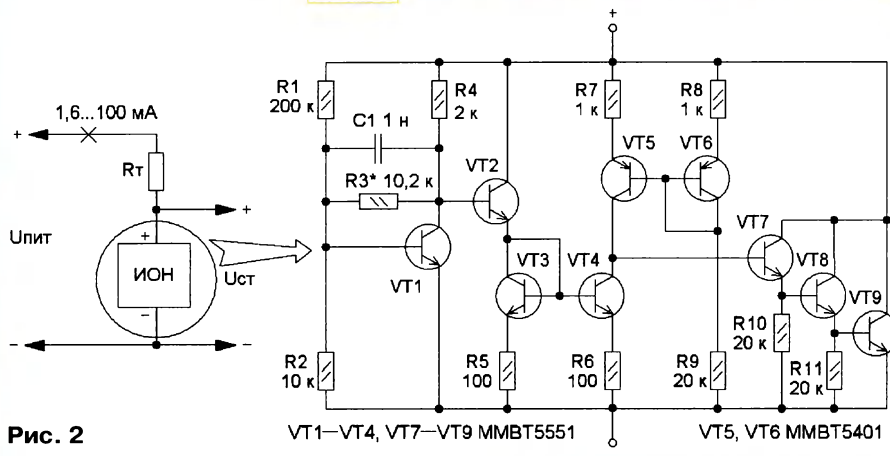 1,6...100 мА
+
Rт
+
Uпит
+
ИОН
−
Uст
−
−
+
R1
200 к
C1 1 н
R3* 10,2 к
R4
2 к
VT2
VT1
R2
10 к
VT3
R5
100
VT4
R6
100
R7
1 к
VT5
R8
1 к
VT6
R9
20 к
VT7
VT8
VT9
R10
20 к
R11
20 к
−
Рис. 2
VT1—VT4, VT7—VT9 MMBT5551
VT5, VT6 MMBT5401